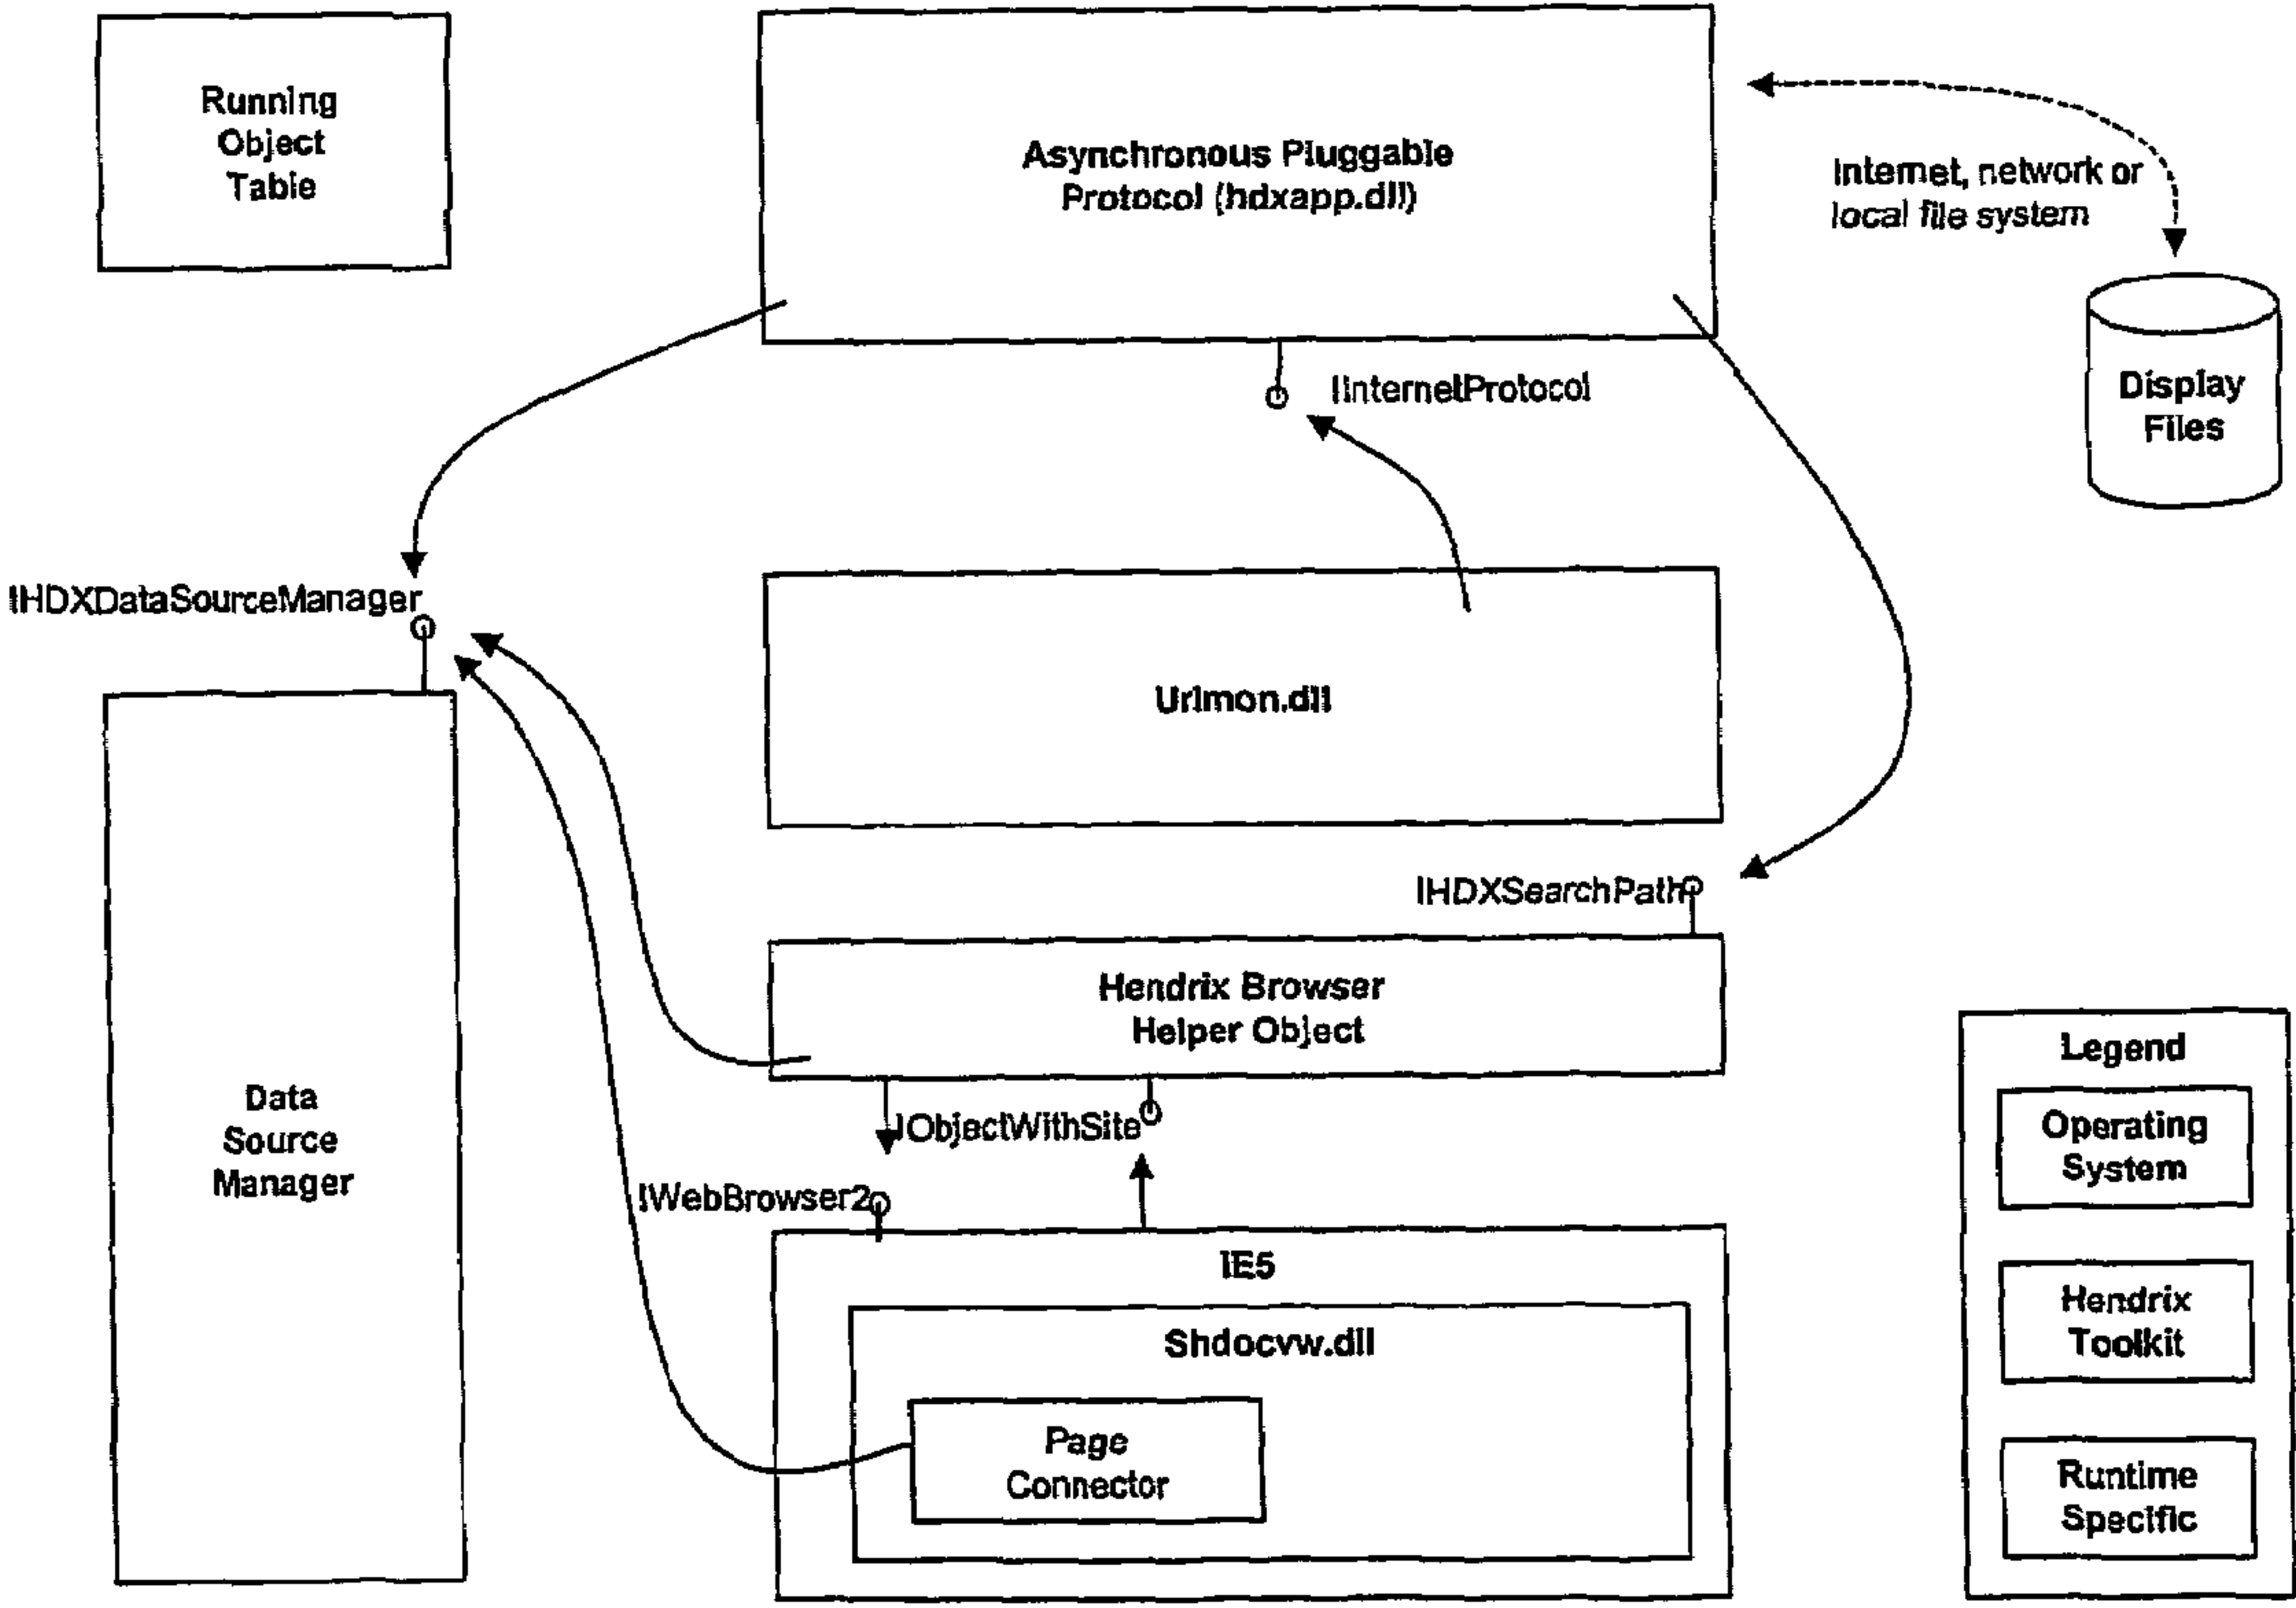 Running
Object
Table
Asynchronous Pluggable
Protocol (hdxapp.dll)
Internet, network or
local file system
Display
Files
IInternetProtocol
IHDXDataSourceManager
Urlmon.dll
IHDXSearchPath
Hendrix Browser
Helper Object
Data
Source
Manager
IObjectWithSite
IWebBrowser2
IE5
Shdocvw.dll
Page
Connector
Legend
Operating
System
Hendrix
Toolkit
Runtime
Specific